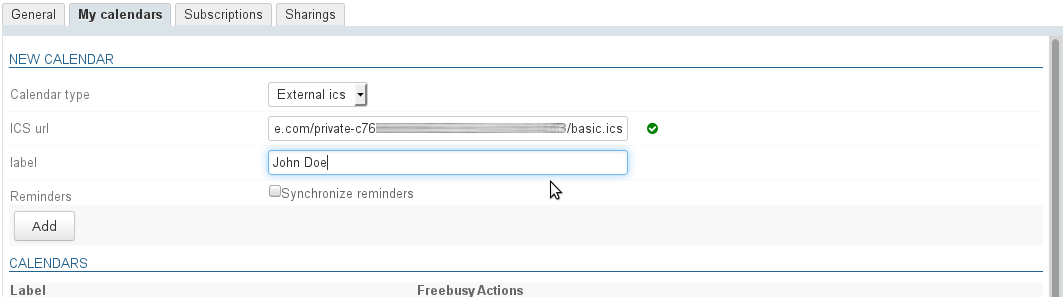 General My calendars Subscriptions Sharings
NEW CALENDAR
Calendar type External ics
ICS url e.com/private-c76 /basic.ics
label John Doe
Reminders Synchronize reminders
Add
CALENDARS
Label Freebusy Actions